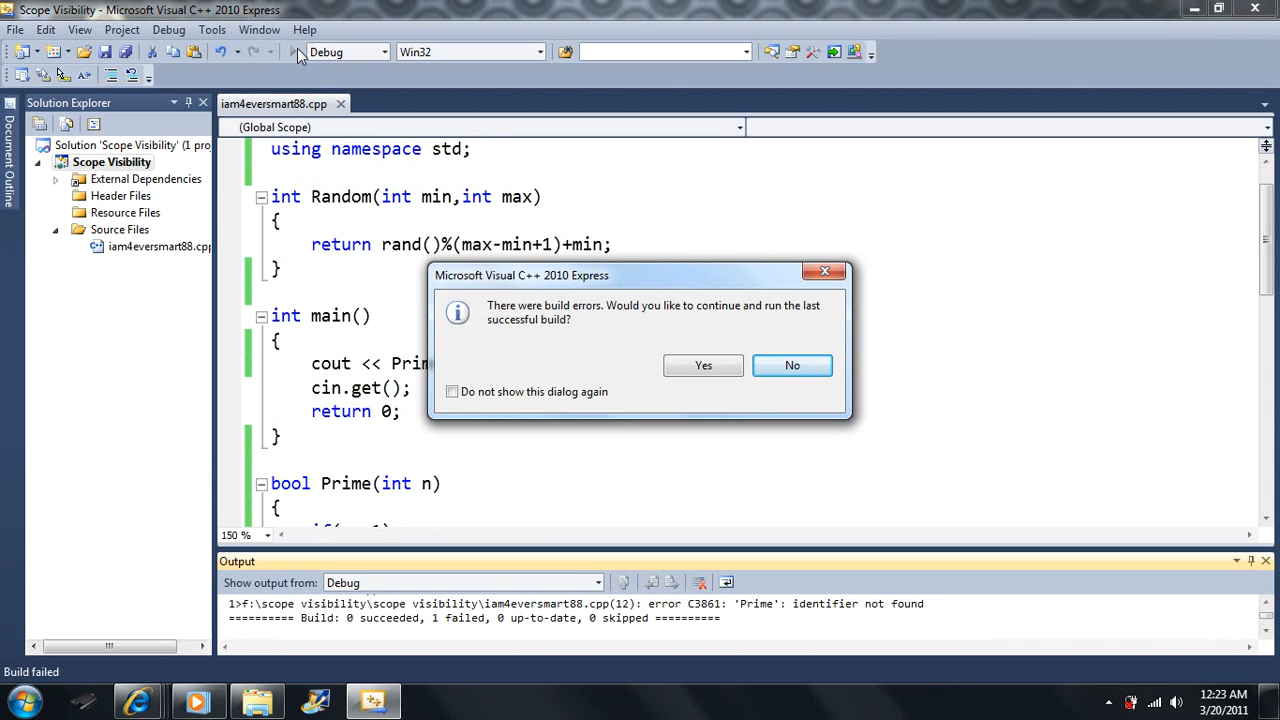 Scope Visibility - Microsoft Visual C++ 2010 Express
File Edit View Project Debug Tools Window Help
Debug Win32
Solution Explorer
iam4eversmart88.cpp
Document Outline
(Global Scope)
Solution 'Scope Visibility' (1 proj
Scope Visibility
External Dependencies
Header Files
Resource Files
Source Files
iam4eversmart88.cpp
using namespace std;
int Random(int min,int max)
{
return rand()%(max-min+1)+min;
}
int main()
{
cout << Prim
cin.get();
return 0;
}
bool Prime(int n)
{
150 %
Microsoft Visual C++ 2010 Express
There were build errors. Would you like to continue and run the last
successful build?
Yes No
Do not show this dialog again
Output
Show output from: Debug
1>f:\scope visibility\scope visibility\iam4eversmart88.cpp(12): error C3861: 'Prime': identifier not found
========== Build: 0 succeeded, 1 failed, 0 up-to-date, 0 skipped ==========
Build failed
12:23 AM
3/20/2011